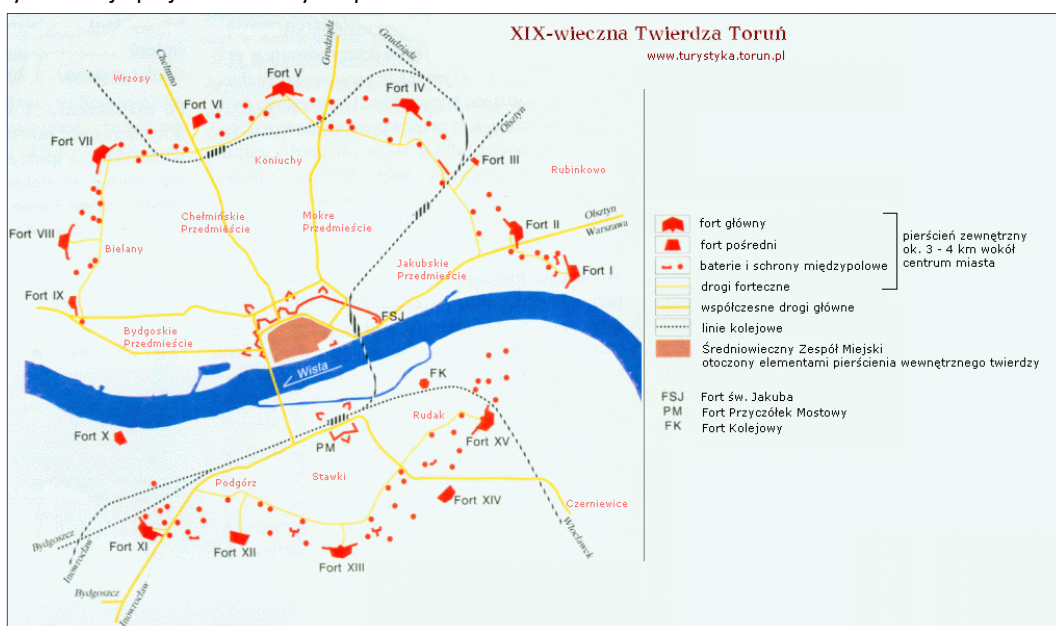 XIX-wieczna Twierdza Toruń
www.turystyka.torun.pl
Chełmno
Grudziądz
Grudziądz
Wrzosy
Fort V
Fort VI
Fort IV
Olsztyn
Fort VII
Koniuchy
Fort III
Rubinkowo
Chełmińskie
Przedmieście
Mokre
Przedmieście
Olsztyn
Warszawa
Fort II
Fort VIII
Bielany
Jakubskie
Przedmieście
Fort I
Fort IX
FSJ
Bydgoskie
Przedmieście
Wisła
FK
Rudak
Fort X
Fort XV
PM
Stawki
Podgórz
Fort XIV
Czerniewice
Włocławek
Bydgoszcz
Inowrocław
Fort XI
Fort XII
Fort XIII
Bydgoszcz
Inowrocław
fort główny
fort pośredni
baterie i schrony międzypolowe
drogi forteczne
pierścień zewnętrzny
ok. 3 - 4 km wokół
centrum miasta
współczesne drogi główne
linie kolejowe
Średniowieczny Zespół Miejski
otoczony elementami pierścienia wewnętrznego twierdzy
FSJ Fort św. Jakuba
PM Fort Przyczółek Mostowy
FK Fort Kolejowy